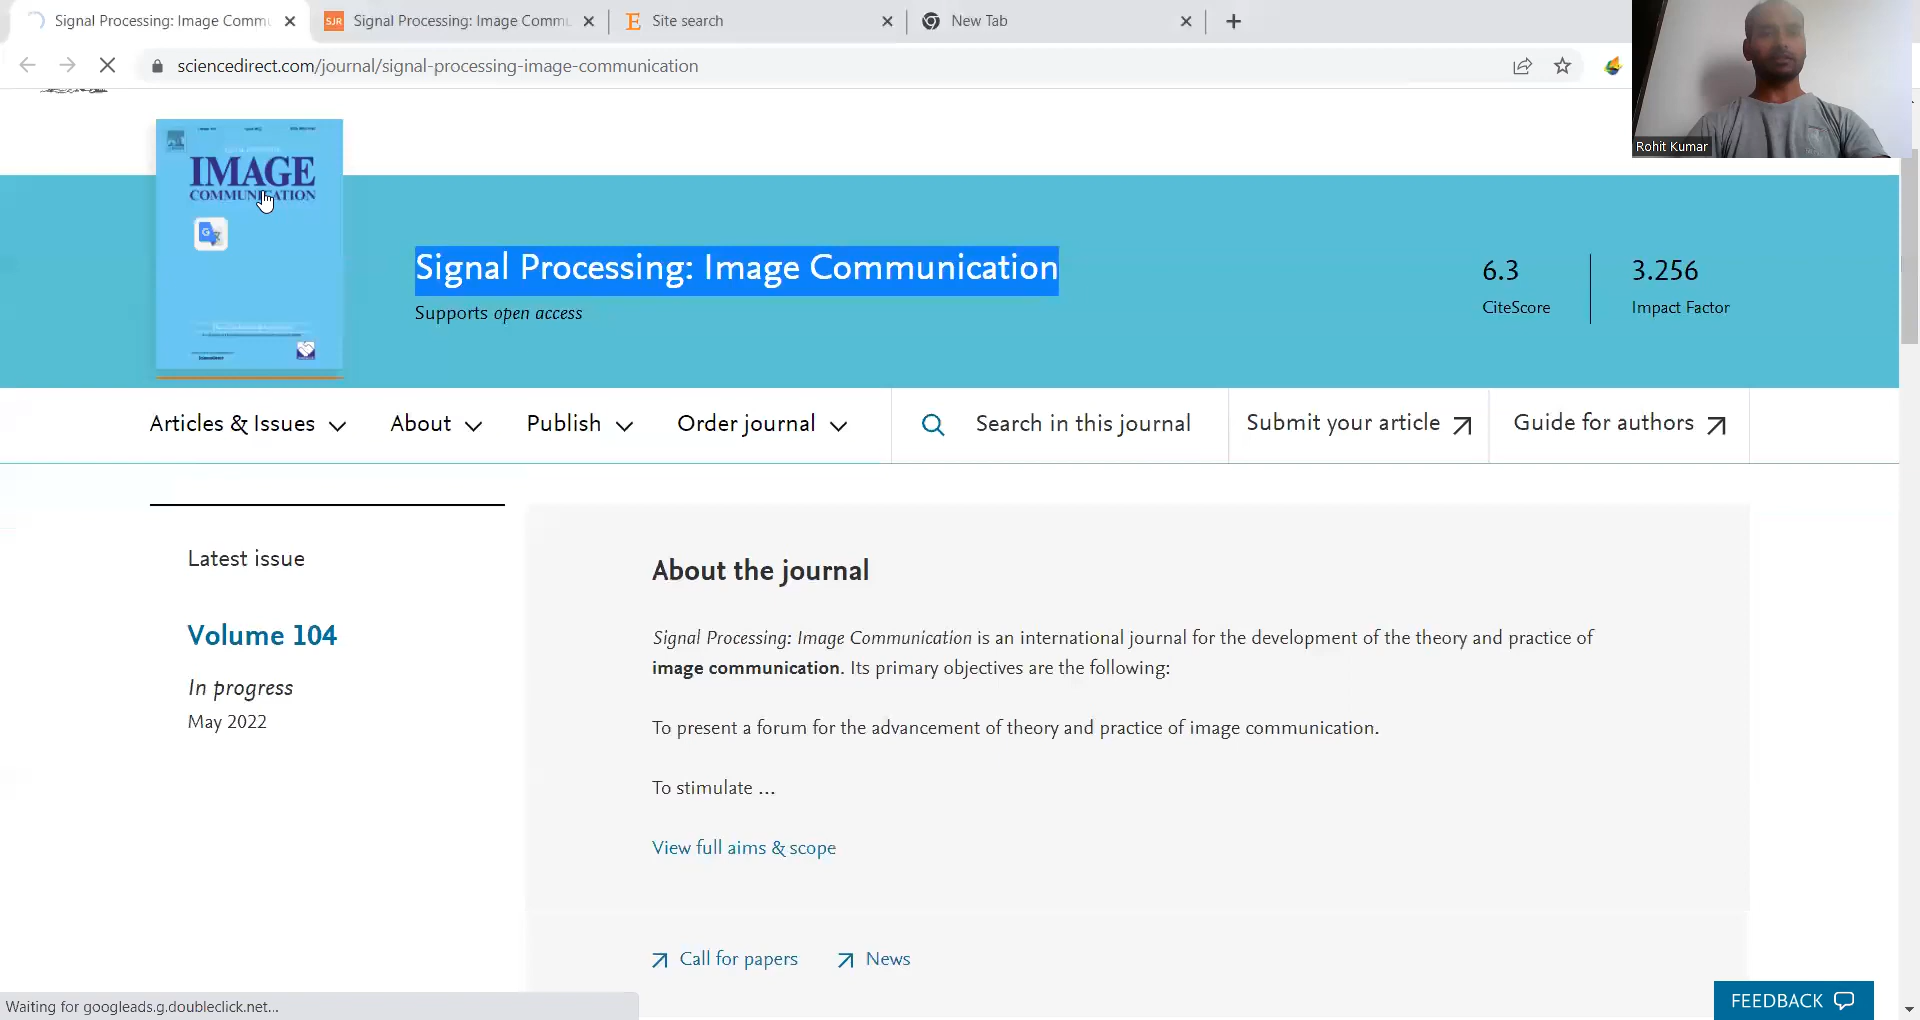 Signal Processing: Image Commu
Signal Processing: Image Commu
Site search
New Tab
sciencedirect.com/journal/signal-processing-image-communication
Rohit Kumar
IMAGE
COMMUNICATION
Signal Processing: Image Communication
Supports open access
6.3
CiteScore
3.256
Impact Factor
Articles & Issues
About
Publish
Order journal
Search in this journal
Submit your article
Guide for authors
Latest issue
Volume 104
In progress
May 2022
About the journal
Signal Processing: Image Communication is an international journal for the development of the theory and practice of
image communication. Its primary objectives are the following:
To present a forum for the advancement of theory and practice of image communication.
To stimulate ...
View full aims & scope
Call for papers
News
FEEDBACK
Waiting for googleads.g.doubleclick.net...